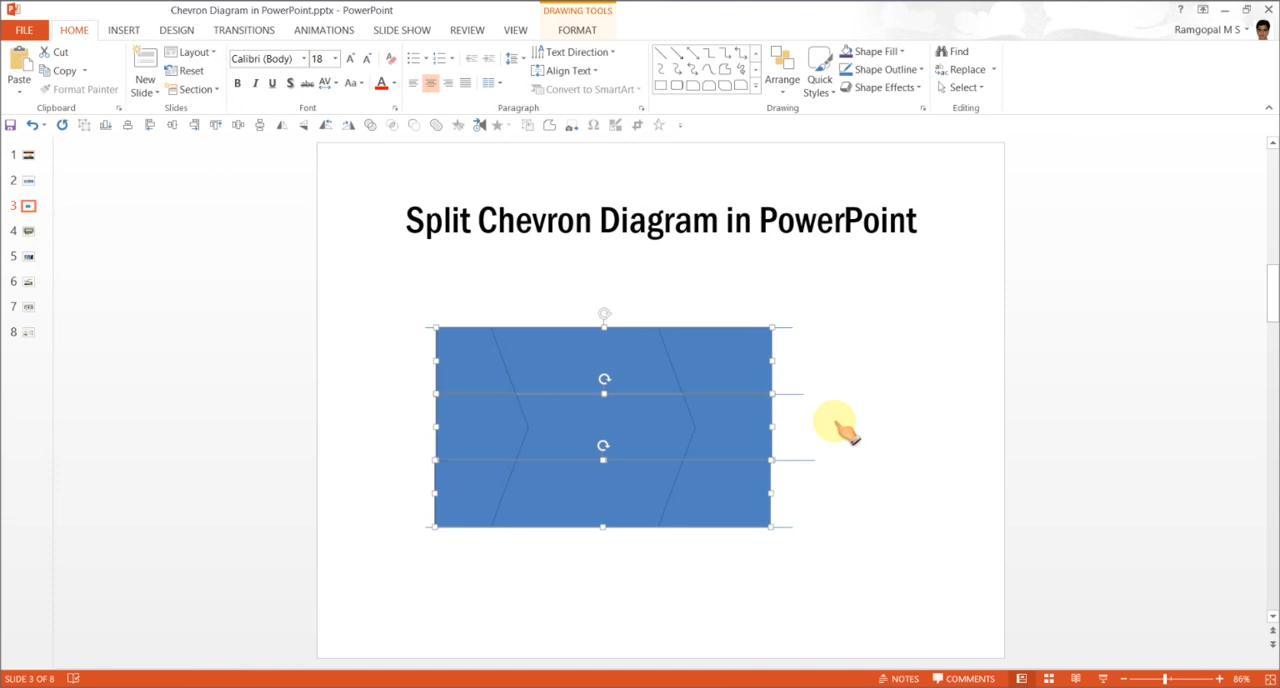 Chevron Diagram in PowerPoint.pptx - PowerPoint
DRAWING TOOLS
?
FILE HOME INSERT DESIGN TRANSITIONS ANIMATIONS SLIDE SHOW REVIEW VIEW FORMAT
Ramgopal M S
Paste
Cut
Copy
Format Painter
Clipboard
New
Slide
Layout
Reset
Section
Slides
Calibri (Body) 18
B I U S abc AV Aa A
Font
Text Direction
Align Text
Convert to SmartArt
Paragraph
Arrange
Quick
Styles
Shape Fill
Shape Outline
Shape Effects
Drawing
Find
Replace
Select
Editing
1
2
3
4
5
6
7
8
Split Chevron Diagram in PowerPoint
SLIDE 3 OF 8
NOTES
COMMENTS
86%